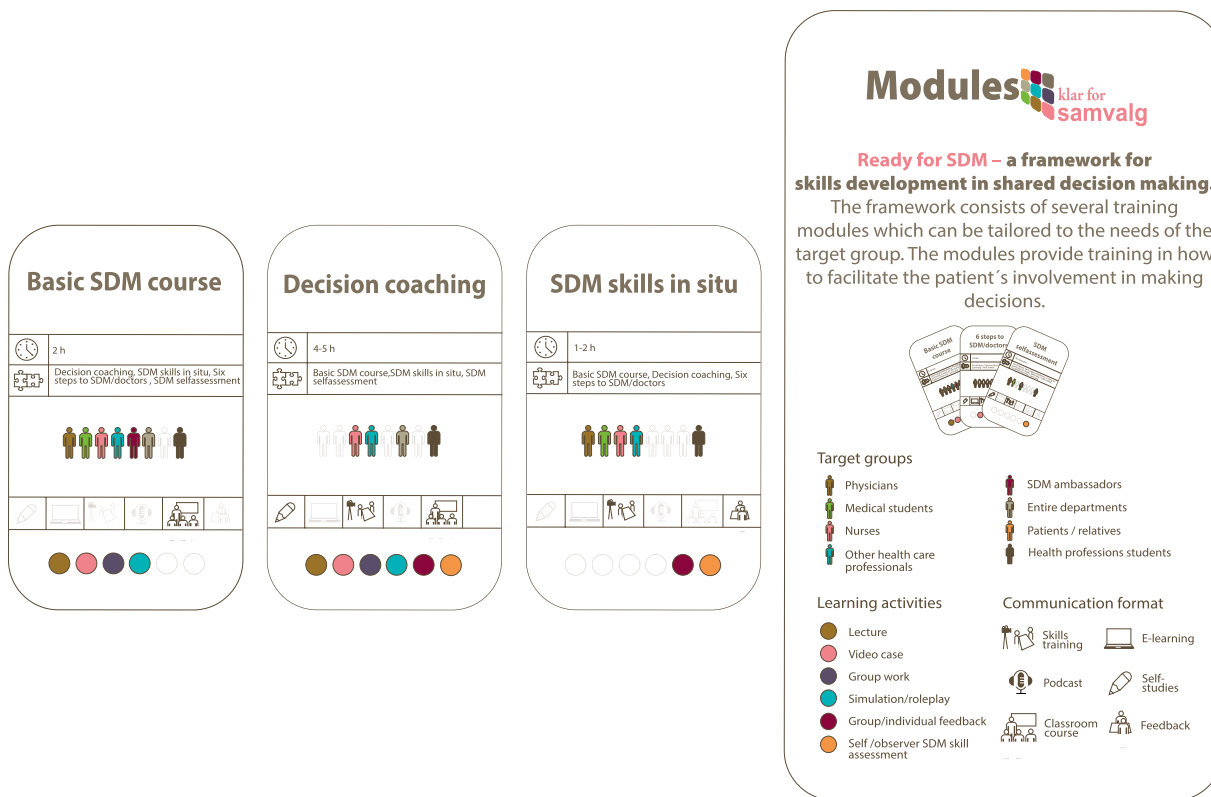 Basic SDM course
2 h
Decision coaching, SDM skills in situ, Six
steps to SDM/doctors , SDM selfassessment
Decision coaching
4-5 h
Basic SDM course,SDM skills in situ, SDM
selfassessment
SDM skills in situ
1-2 h
Basic SDM course, Decision coaching, Six
steps to SDM/doctors
Modules
klar for
samvalg
Ready for SDM – a framework for
skills development in shared decision making.
The framework consists of several training
modules which can be tailored to the needs of the
target group. The modules provide training in how
to facilitate the patient´s involvement in making
decisions.
Basic SDM
course
6 steps to
SDM/doctors
SDM
selfassessment
Target groups
Physicians
Medical students
Nurses
Other health care
professionals
SDM ambassadors
Entire departments
Patients / relatives
Health professions students
Learning activities
Lecture
Video case
Group work
Simulation/roleplay
Group/individual feedback
Self /observer SDM skill
assessment
Communication format
Skills
training
E-learning
Podcast
Self-
studies
Classroom
course
Feedback